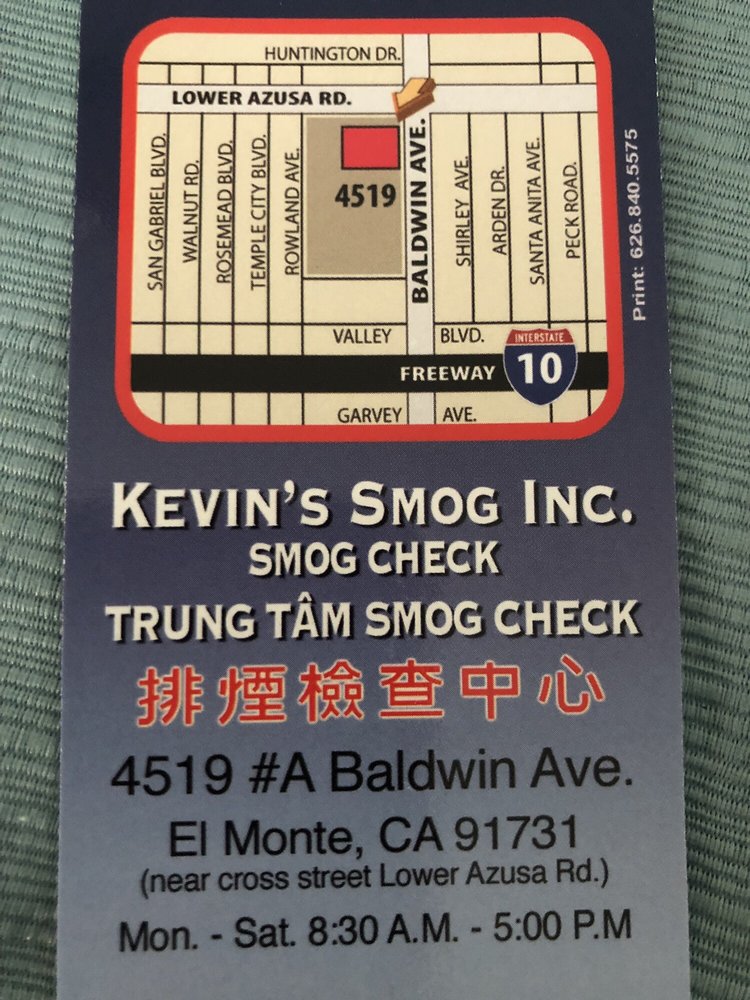 HUNTINGTON DR.
LOWER AZUSA RD.
SAN GABRIEL BLVD.
WALNUT RD.
ROSEMEAD BLVD.
TEMPLE CITY BLVD.
ROWLAND AVE.
4519
BALDWIN AVE.
SHIRLEY AVE.
ARDEN DR.
SANTA ANITA AVE.
PECK ROAD.
VALLEY BLVD.
INTERSTATE
FREEWAY 10
GARVEY AVE.
Print: 626.840.5575
KEVIN'S SMOG INC.
SMOG CHECK
TRUNG TÂM SMOG CHECK
排煙檢查中心
4519 #A Baldwin Ave.
El Monte, CA 91731
(near cross street Lower Azusa Rd.)
Mon. - Sat. 8:30 A.M. - 5:00 P.M